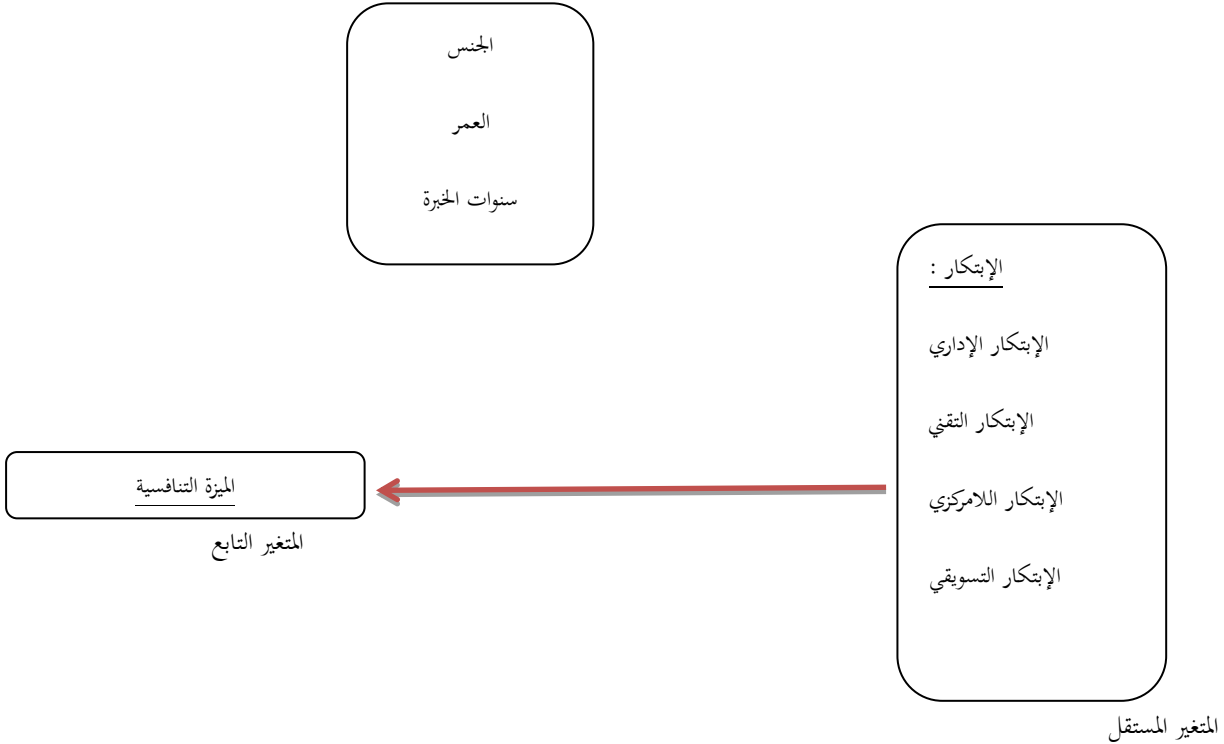 الجنس
العمر
سنوات الخبرة
الإبتكار :
الإبتكار الإداري
الإبتكار التقني
الإبتكار اللامركزي
الإبتكار التسويقي
الميزة التنافسية
المتغير التابع
المتغير المستقل